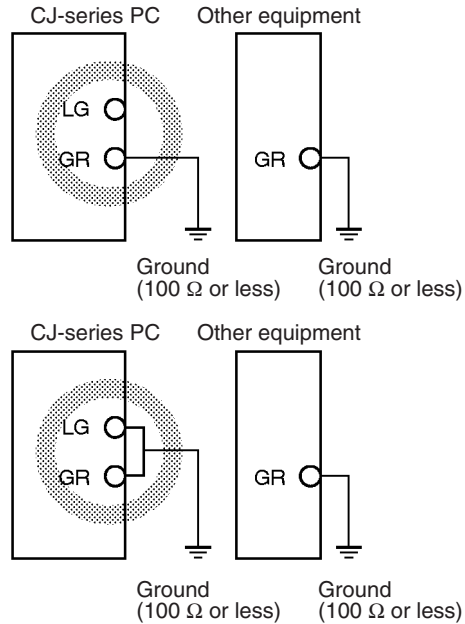 CJ-series PC Other equipment
LG
GR
GR
Ground Ground
(100 Ω or less) (100 Ω or less)
CJ-series PC Other equipment
LG
GR
GR
Ground Ground
(100 Ω or less) (100 Ω or less)